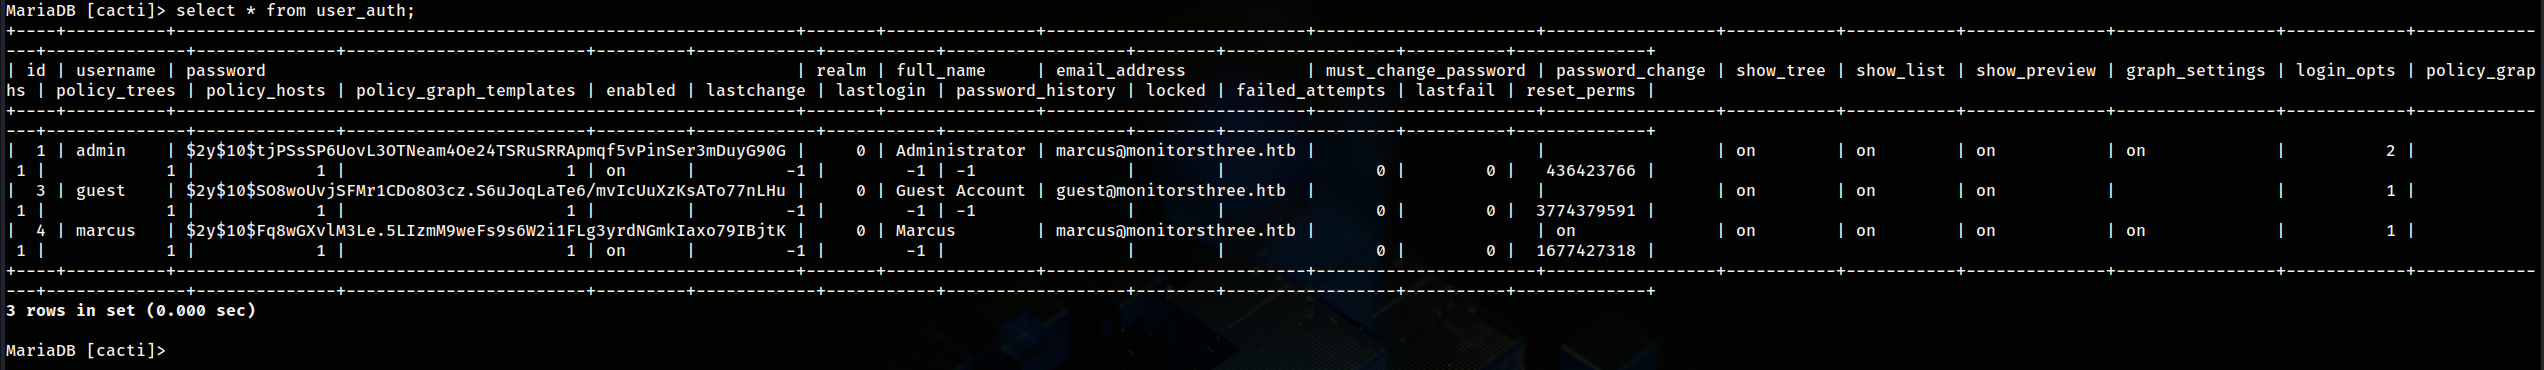 MariaDB [cacti]> select * from user_auth;
+----+----------+--------------------------------------------------------------+-------+---------------+--------------------------+----------------------+-----------------+-----------+-----------+--------------+----------------+------------+------------
---+--------------+--------------+------------------------+---------+------------+-----------+------------------+--------+-----------------+----------+-------------+
| id | username | password                                                     | realm | full_name     | email_address            | must_change_password | password_change | show_tree | show_list | show_preview | graph_settings | login_opts | policy_grap
hs | policy_trees | policy_hosts | policy_graph_templates | enabled | lastchange | lastlogin | password_history | locked | failed_attempts | lastfail | reset_perms |
+----+----------+--------------------------------------------------------------+-------+---------------+--------------------------+----------------------+-----------------+-----------+-----------+--------------+----------------+------------+------------
---+--------------+--------------+------------------------+---------+------------+-----------+------------------+--------+-----------------+----------+-------------+
|  1 | admin    | $2y$10$tjPSsSP6UovL3OTNeam4Oe24TSRuSRRApmqf5vPinSer3mDuyG90G |     0 | Administrator | marcus@monitorsthree.htb |                      |                 | on        | on        | on           | on             |          2 |
 1 |            1 |            1 |                      1 | on      |         -1 |        -1 | -1               |        |               0 |        0 |   436423766 |
|  3 | guest    | $2y$10$SO8woUvjSFMr1CDo8O3cz.S6uJoqLaTe6/mvIcUuXzKsATo77nLHu |     0 | Guest Account | guest@monitorsthree.htb  |                      |                 | on        | on        | on           |                |          1 |
 1 |            1 |            1 |                      1 |         |         -1 |        -1 | -1               |        |               0 |        0 |  3774379591 |
|  4 | marcus   | $2y$10$Fq8wGXvlM3Le.5LIzmM9weFs9s6W2i1FLg3yrdNGmkIaxo79IBjtK |     0 | Marcus        | marcus@monitorsthree.htb |                      | on              | on        | on        | on           | on             |          1 |
 1 |            1 |            1 |                      1 | on      |         -1 |        -1 |                  |        |               0 |        0 |  1677427318 |
+----+----------+--------------------------------------------------------------+-------+---------------+--------------------------+----------------------+-----------------+-----------+-----------+--------------+----------------+------------+------------
---+--------------+--------------+------------------------+---------+------------+-----------+------------------+--------+-----------------+----------+-------------+
3 rows in set (0.000 sec)
MariaDB [cacti]>